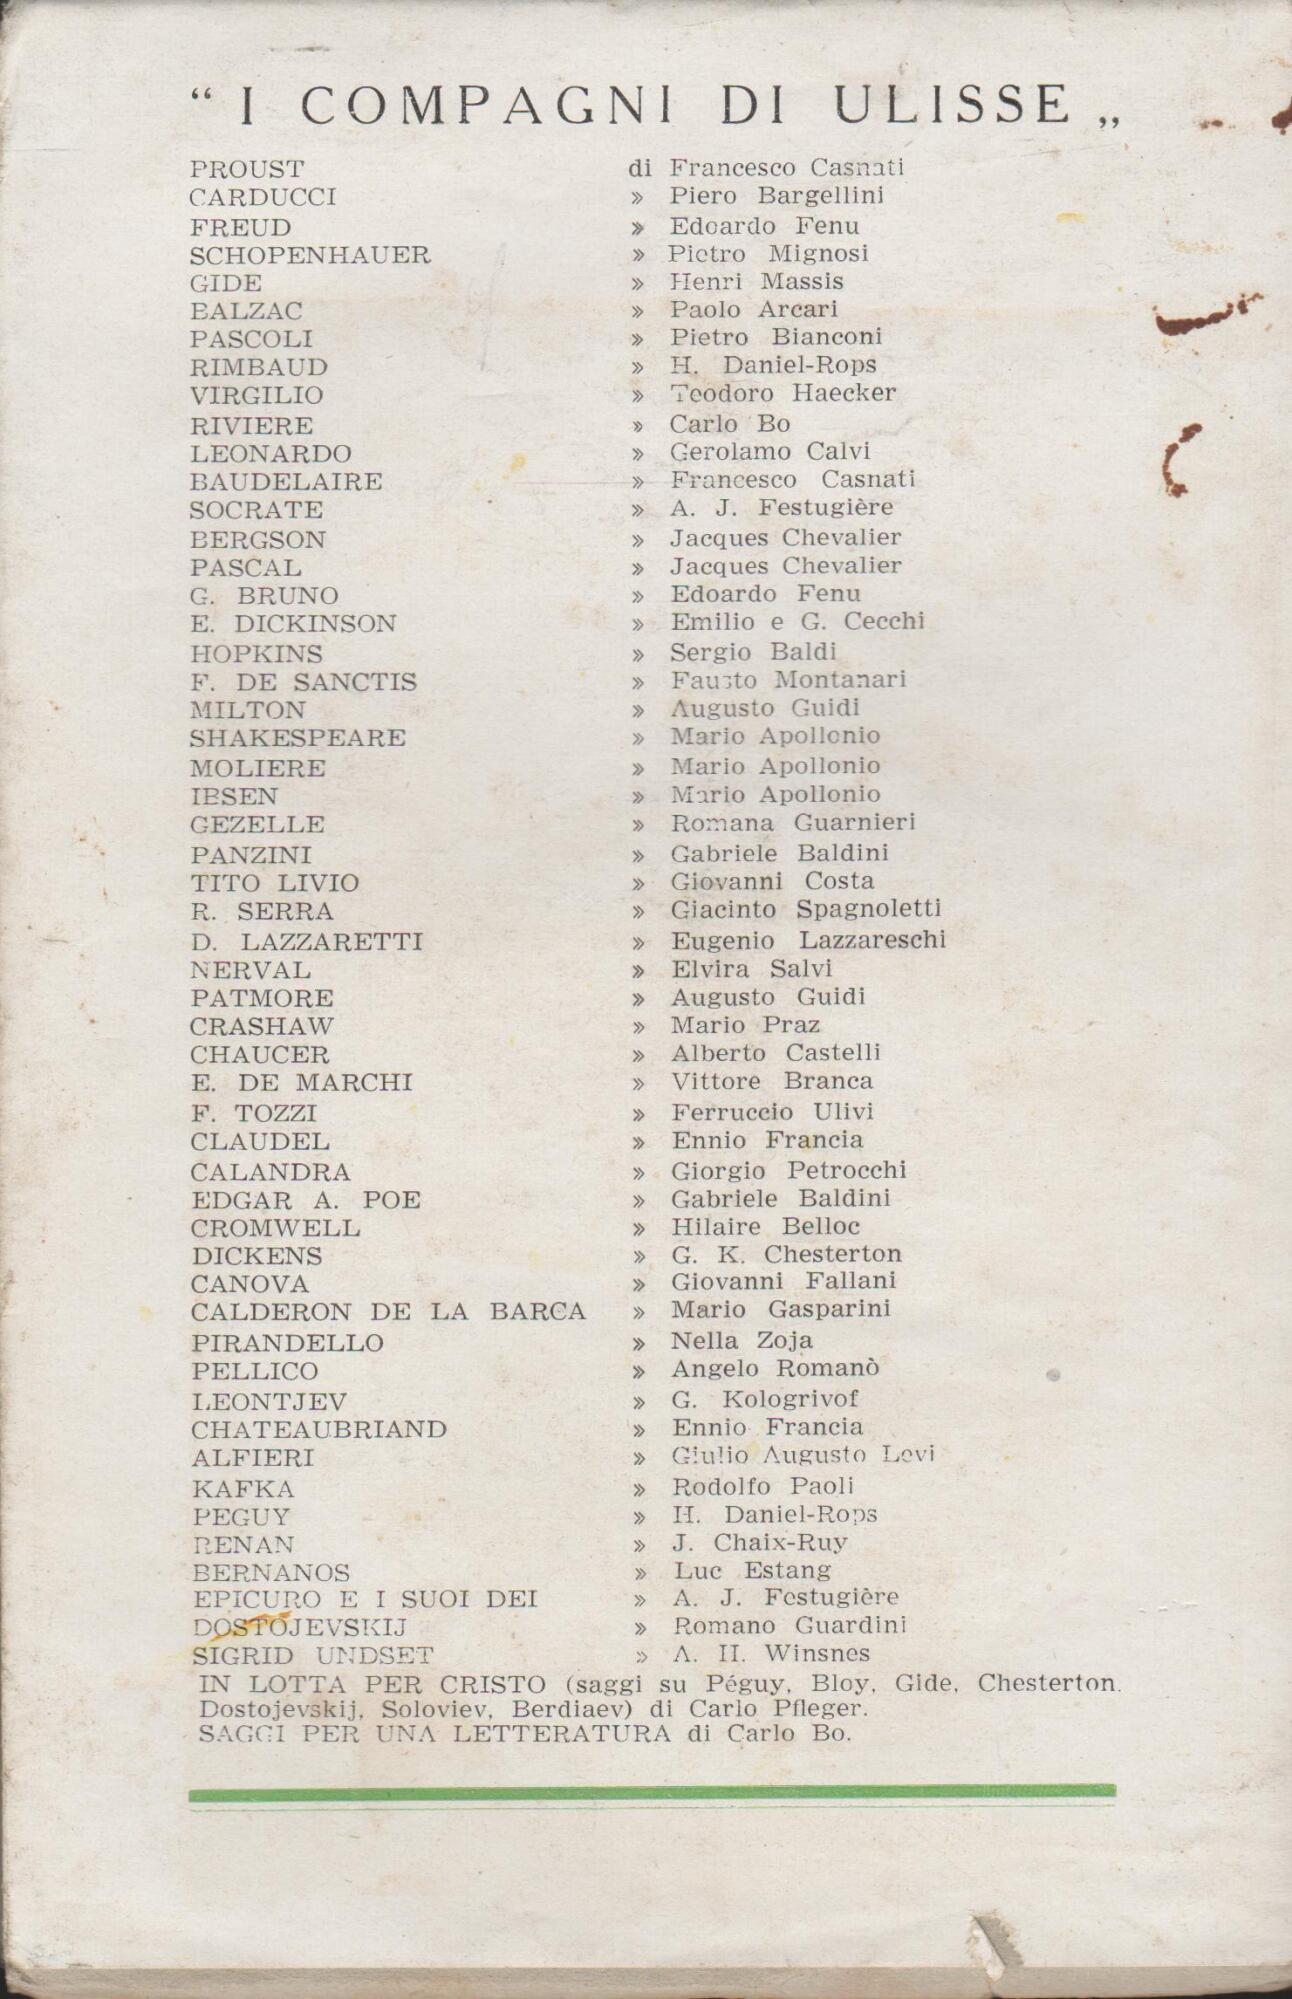 “ I COMPAGNI DI ULISSE „
PROUST di Francesco Casnati
CARDUCCI » Piero Bargellini
FREUD » Edoardo Fenu
SCHOPENHAUER » Pietro Mignosi
GIDE » Henri Massis
BALZAC » Paolo Arcari
PASCOLI » Pietro Bianconi
RIMBAUD » H. Daniel-Rops
VIRGILIO » Teodoro Haecker
RIVIERE » Carlo Bo
LEONARDO » Gerolamo Calvi
BAUDELAIRE » Francesco Casnati
SOCRATE » A. J. Festugière
BERGSON » Jacques Chevalier
PASCAL » Jacques Chevalier
G. BRUNO » Edoardo Fenu
E. DICKINSON » Emilio e G. Cecchi
HOPKINS » Sergio Baldi
F. DE SANCTIS » Fausto Montanari
MILTON » Augusto Guidi
SHAKESPEARE » Mario Apollonio
MOLIERE » Mario Apollonio
IBSEN » Mario Apollonio
GEZELLE » Romana Guarnieri
PANZINI » Gabriele Baldini
TITO LIVIO » Giovanni Costa
R. SERRA » Giacinto Spagnoletti
D. LAZZARETTI » Eugenio Lazzareschi
NERVAL » Elvira Salvi
PATMORE » Augusto Guidi
CRASHAW » Mario Praz
CHAUCER » Alberto Castelli
E. DE MARCHI » Vittore Branca
F. TOZZI » Ferruccio Ulivi
CLAUDEL » Ennio Francia
CALANDRA » Giorgio Petrocchi
EDGAR A. POE » Gabriele Baldini
CROMWELL » Hilaire Belloc
DICKENS » G. K. Chesterton
CANOVA » Giovanni Fallani
CALDERON DE LA BARCA » Mario Gasparini
PIRANDELLO » Nella Zoja
PELLICO » Angelo Romanò
LEONTJEV » G. Kologrivof
CHATEAUBRIAND » Ennio Francia
ALFIERI » Giulio Augusto Levi
KAFKA » Rodolfo Paoli
PEGUY » H. Daniel-Rops
RENAN » J. Chaix-Ruy
BERNANOS » Luc Estang
EPICURO E I SUOI DEI » A. J. Festugière
DOSTOJEVSKIJ » Romano Guardini
SIGRID UNDSET » A. H. Winsnes
IN LOTTA PER CRISTO (saggi su Péguy, Bloy, Gide, Chesterton.
Dostojevskij, Soloviev, Berdiaev) di Carlo Pfleger.
SAGGI PER UNA LETTERATURA di Carlo Bo.